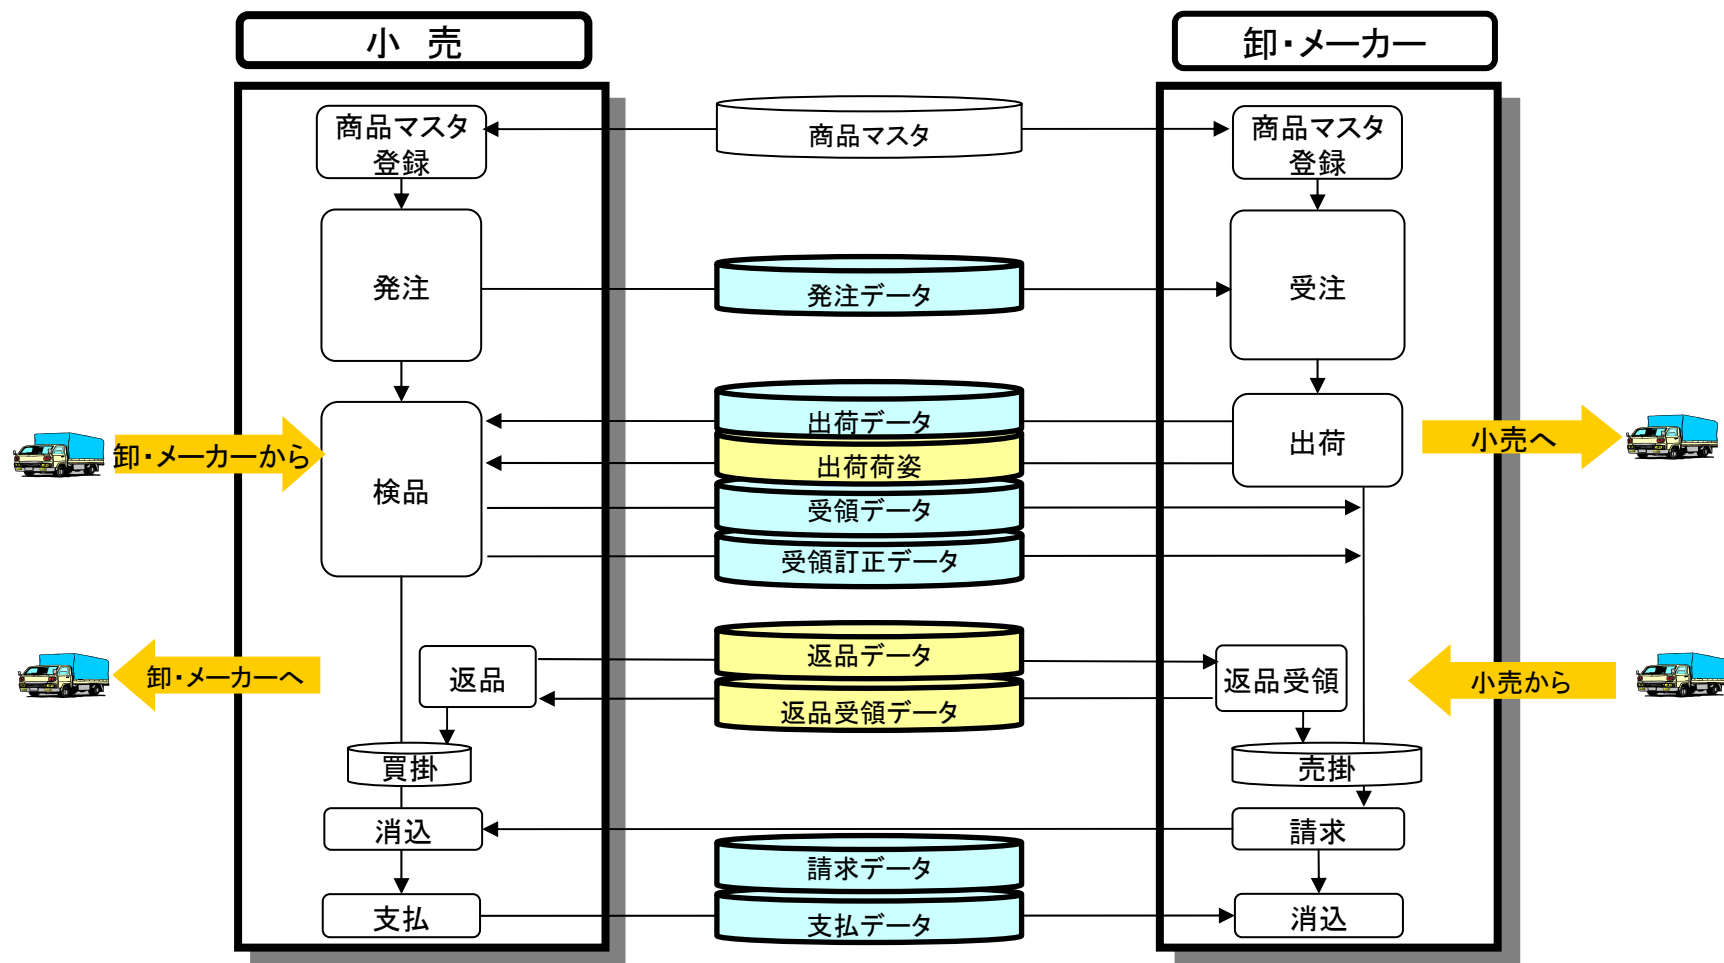 小　売
卸・メーカー
商品マスタ
登録
商品マスタ
商品マスタ
登録
発注
発注データ
受注
出荷データ
出荷
小売へ
卸・メーカーから
出荷荷姿
検品
受領データ
受領訂正データ
返品データ
卸・メーカーへ
返品
返品受領
小売から
返品受領データ
買掛
売掛
消込
請求
請求データ
支払
支払データ
消込